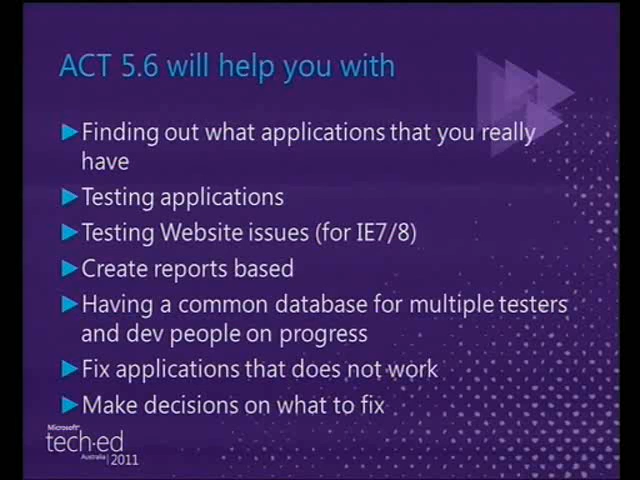 ACT 5.6 will help you with
Finding out what applications that you really
have
Testing applications
Testing Website issues (for IE7/8)
Create reports based
Having a common database for multiple testers
and dev people on progress
Fix applications that does not work
Make decisions on what to fix
Microsoft
tech·ed
Australia | 2011